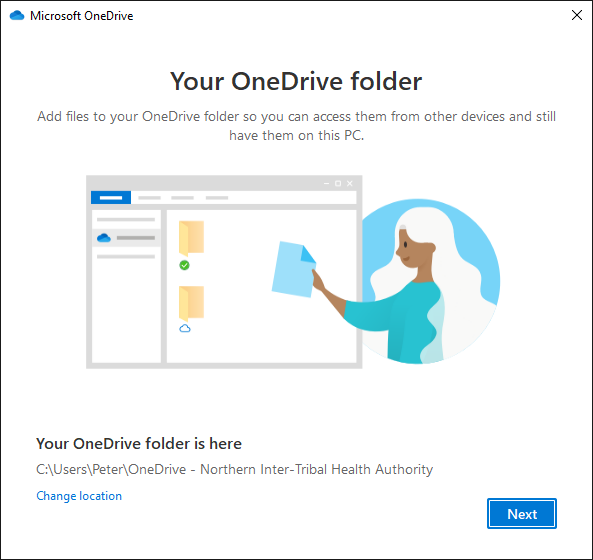 Microsoft OneDrive
Your OneDrive folder
Add files to your OneDrive folder so you can access them from other devices and still
have them on this PC.
Your OneDrive folder is here
C:\Users\Peter\OneDrive - Northern Inter-Tribal Health Authority
Change location
Next